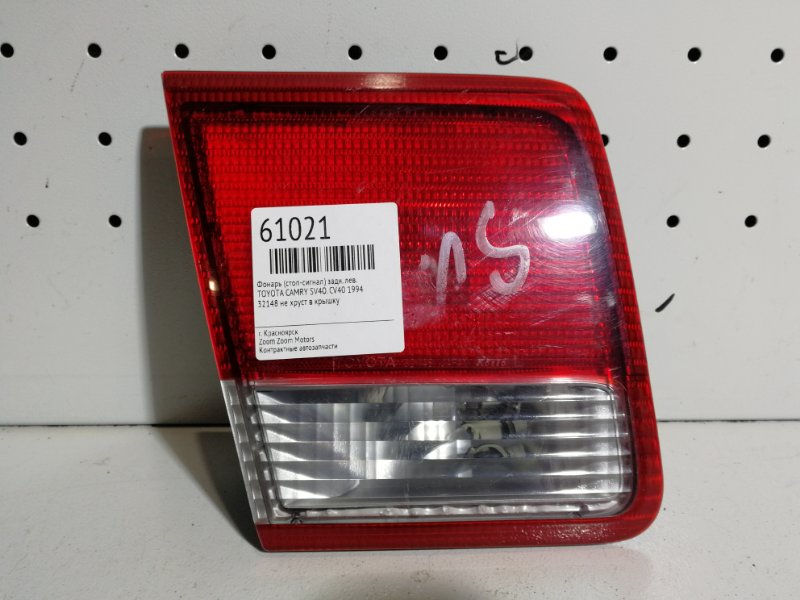 61021
Фонарь (стоп-сигнал) задн. лев.
TOYOTA CAMRY SV40, CV40 1994
32148 не хруст в крышку
г. Красноярск
Zoom Zoom Motors
Контрактные автозапчасти
TOYOTA